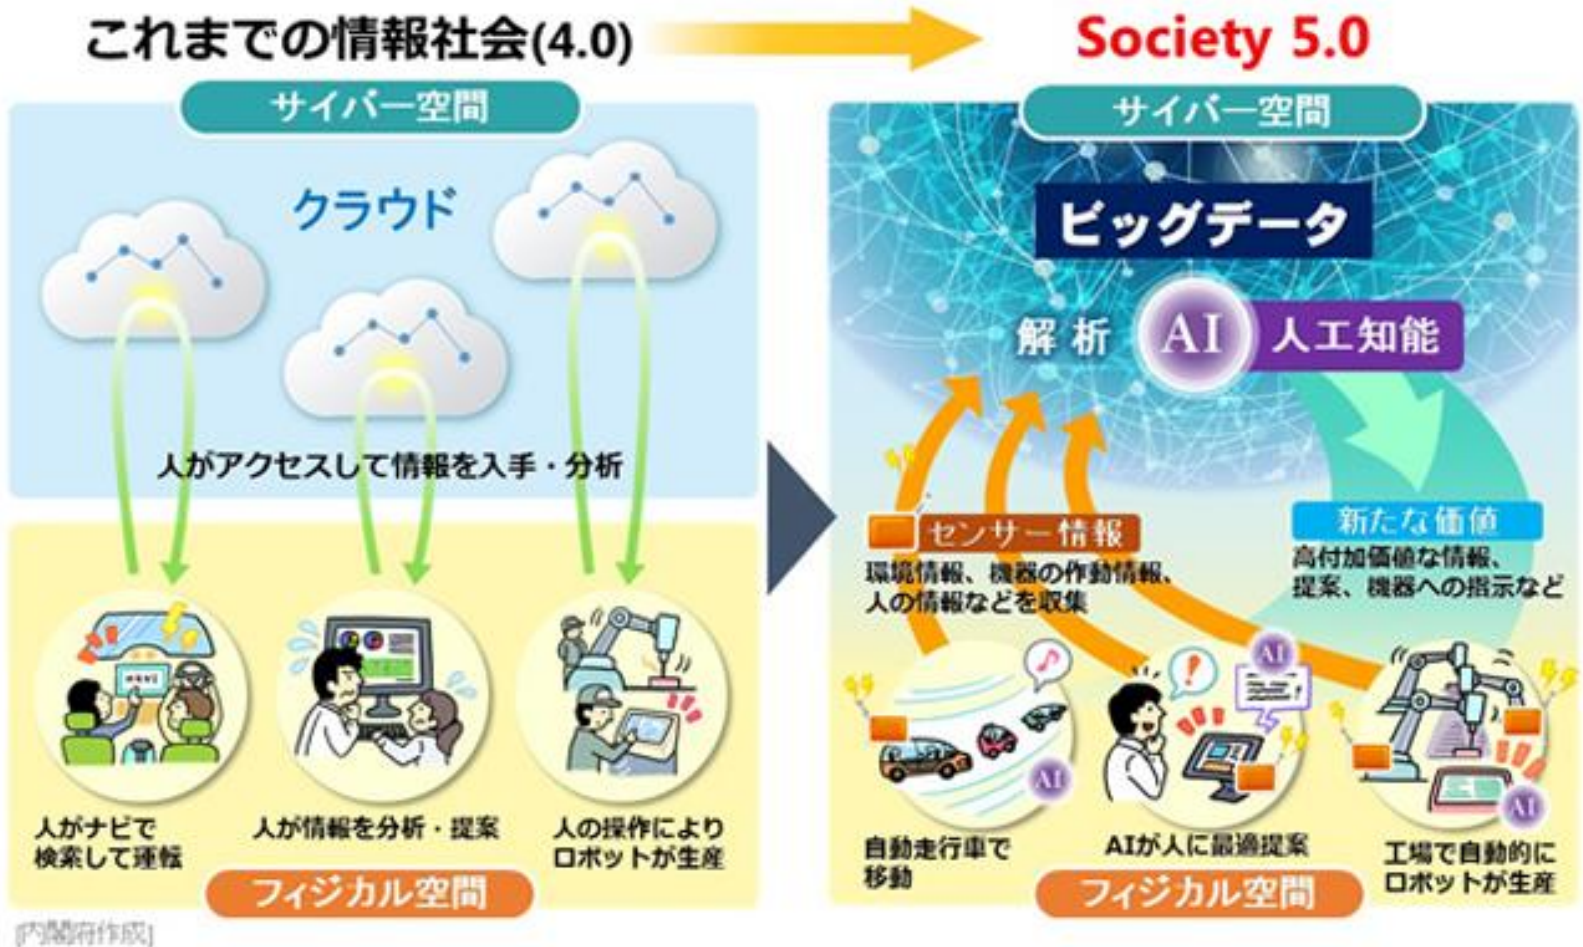 これまでの情報社会(4.0)
Society 5.0
サイバー空間
クラウド
人がアクセスして情報を入手・分析
人がナビで
検索して運転
人が情報を分析・提案
人の操作により
ロボットが生産
フィジカル空間
サイバー空間
ビッグデータ
解析
AI
人工知能
センサー情報
環境情報、機器の作動情報、
人の情報などを収集
新たな価値
高付加価値な情報、
提案、機器への指示など
AI
AI
AI
自動走行車で
移動
AIが人に最適提案
工場で自動的に
ロボットが生産
フィジカル空間
[内閣府作成]